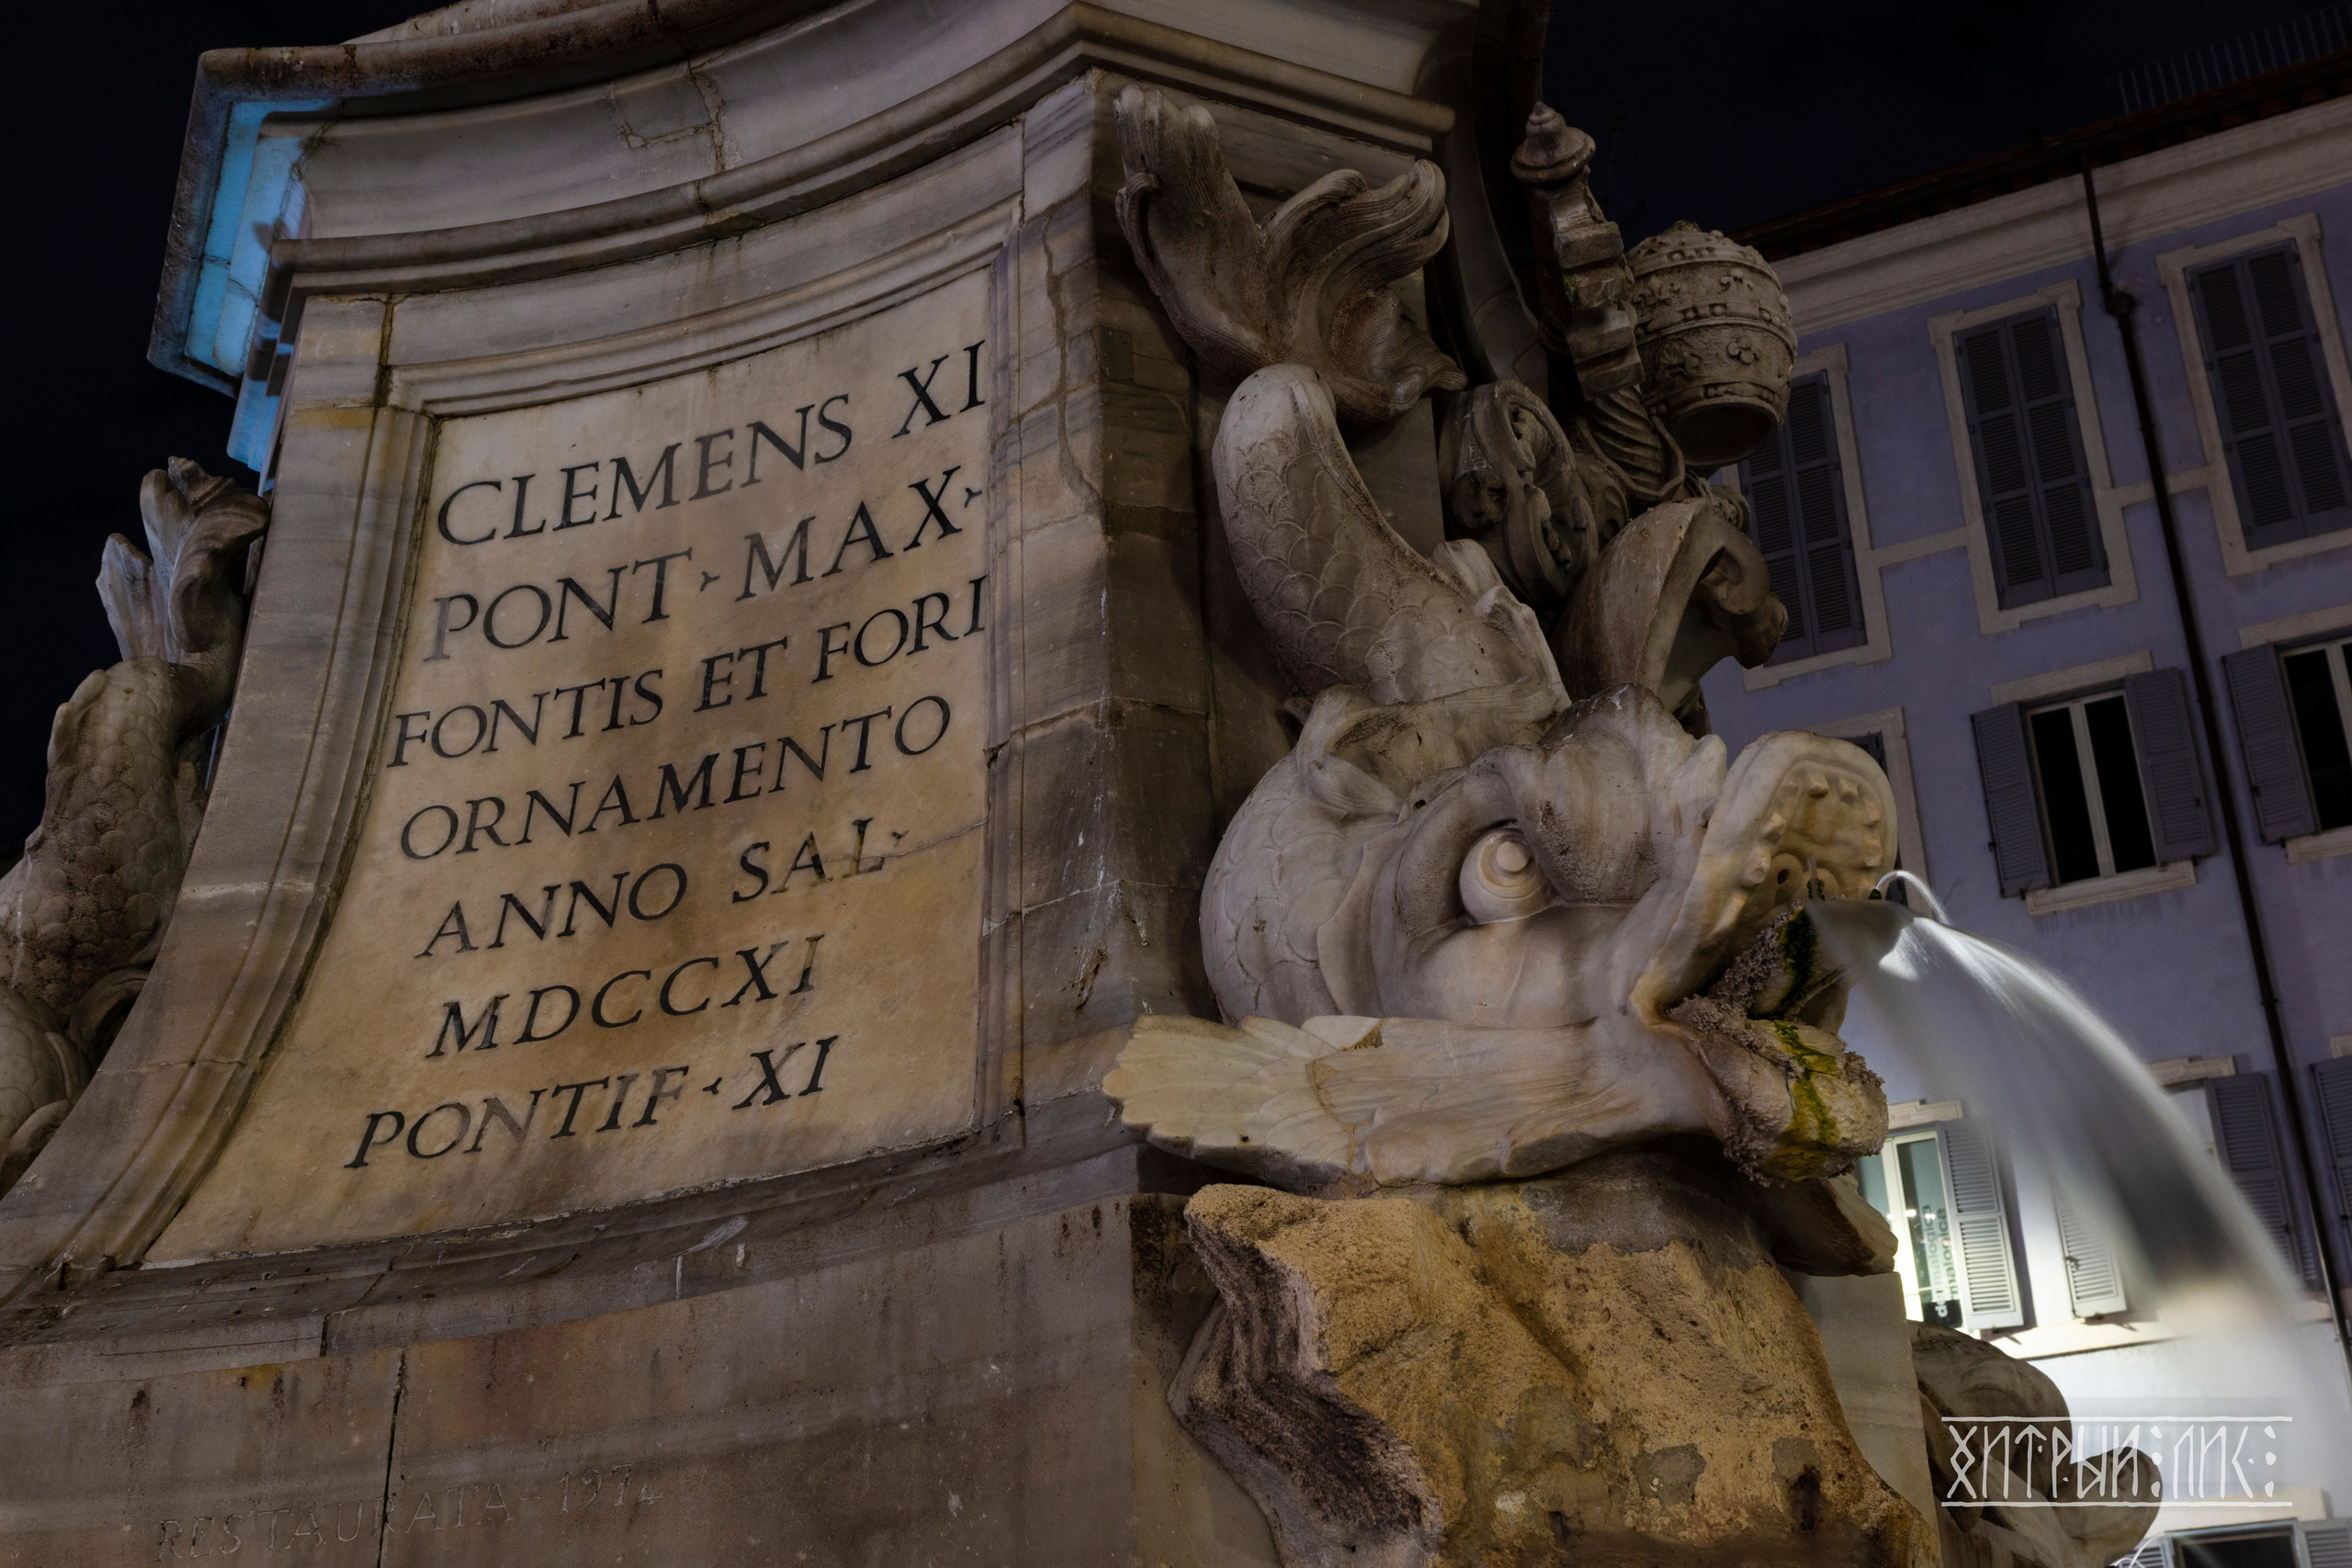 CLEMENS XI
PONT · MAX ·
FONTIS ET FORI
ORNAMENTO
ANNO SAL ·
MDCCXI
PONTIF · XI
RESTAURATA - 1974
ХИТРЫЙ ЛИС